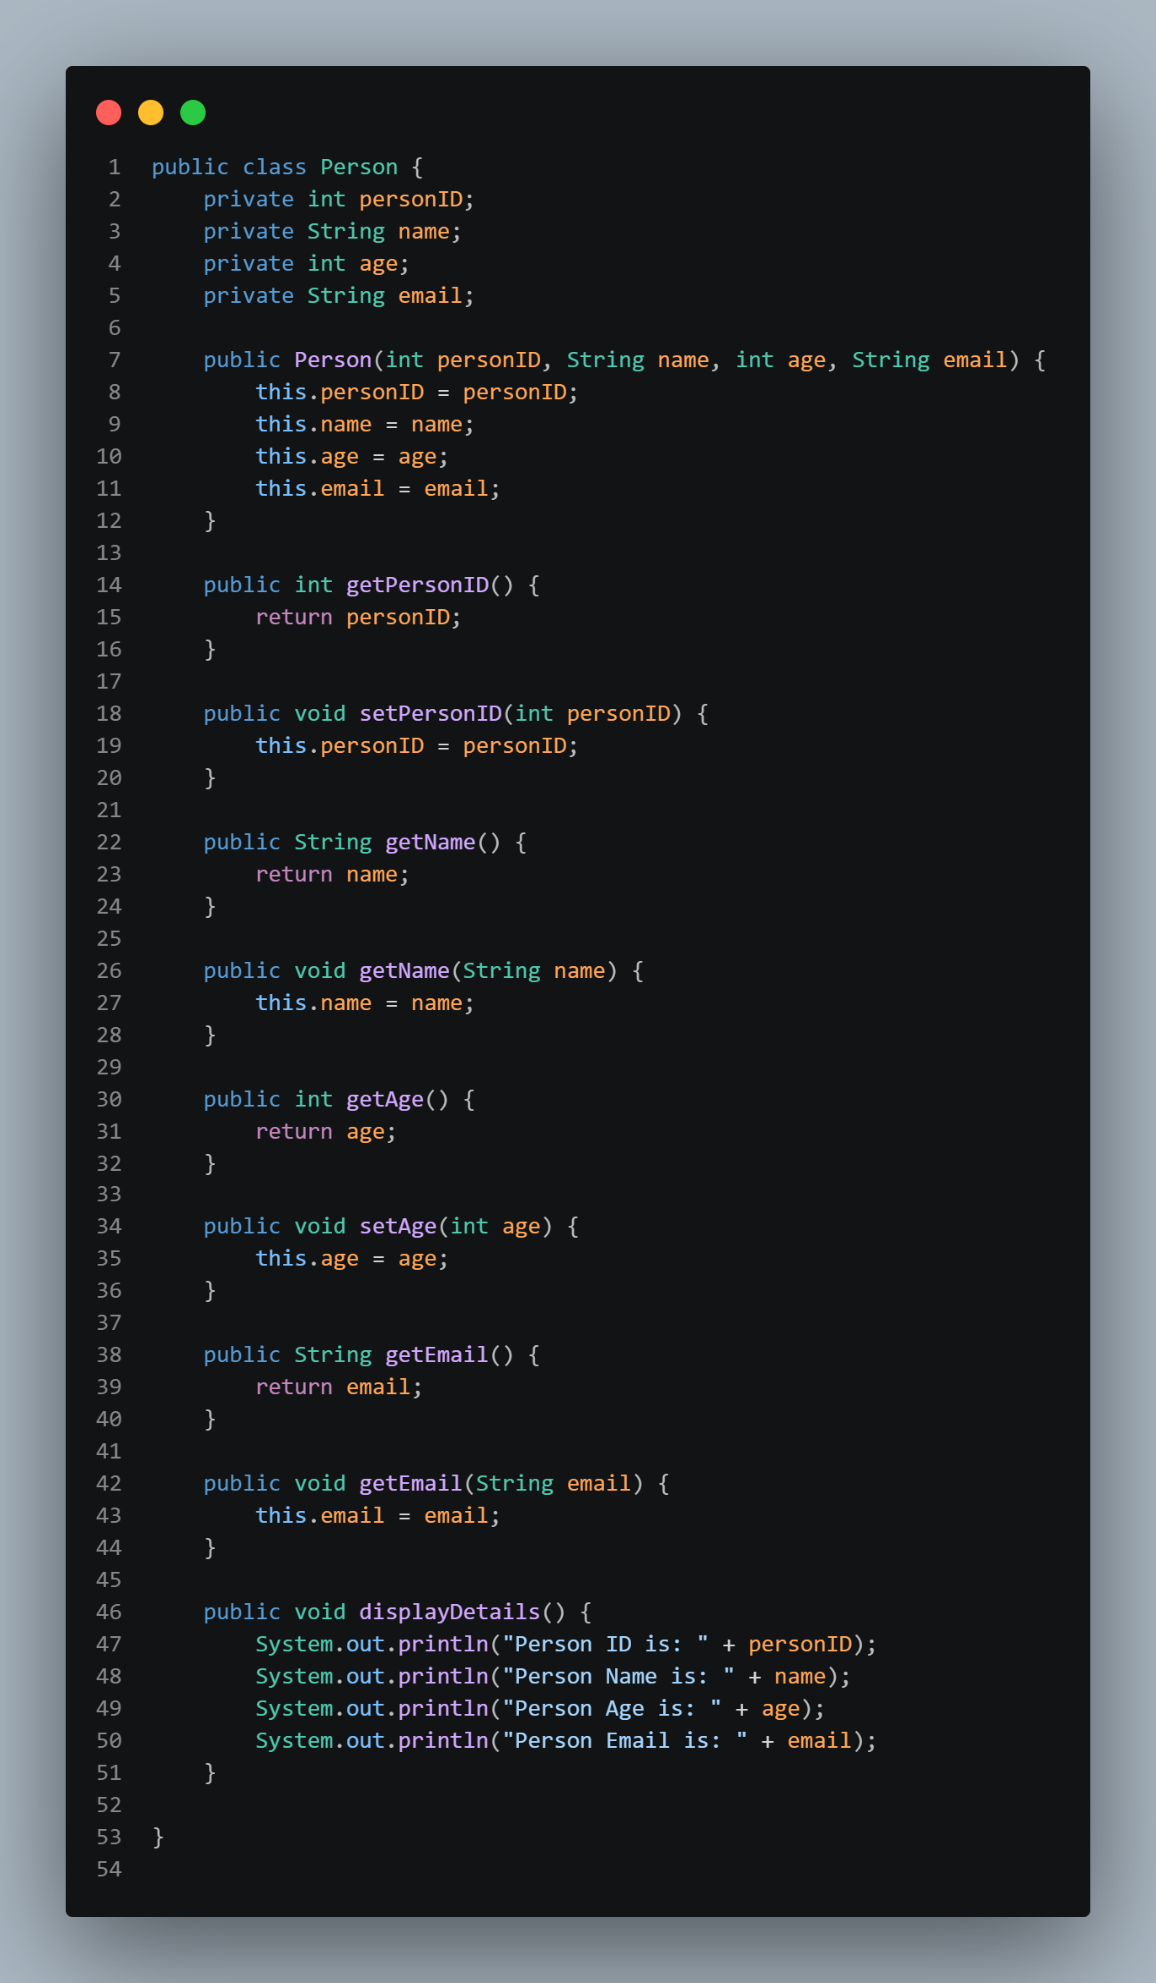 1 public class Person {
2     private int personID;
3     private String name;
4     private int age;
5     private String email;
6
7     public Person(int personID, String name, int age, String email) {
8         this.personID = personID;
9         this.name = name;
10         this.age = age;
11         this.email = email;
12     }
13
14     public int getPersonID() {
15         return personID;
16     }
17
18     public void setPersonID(int personID) {
19         this.personID = personID;
20     }
21
22     public String getName() {
23         return name;
24     }
25
26     public void getName(String name) {
27         this.name = name;
28     }
29
30     public int getAge() {
31         return age;
32     }
33
34     public void setAge(int age) {
35         this.age = age;
36     }
37
38     public String getEmail() {
39         return email;
40     }
41
42     public void getEmail(String email) {
43         this.email = email;
44     }
45
46     public void displayDetails() {
47         System.out.println("Person ID is: " + personID);
48         System.out.println("Person Name is: " + name);
49         System.out.println("Person Age is: " + age);
50         System.out.println("Person Email is: " + email);
51     }
52
53 }
54